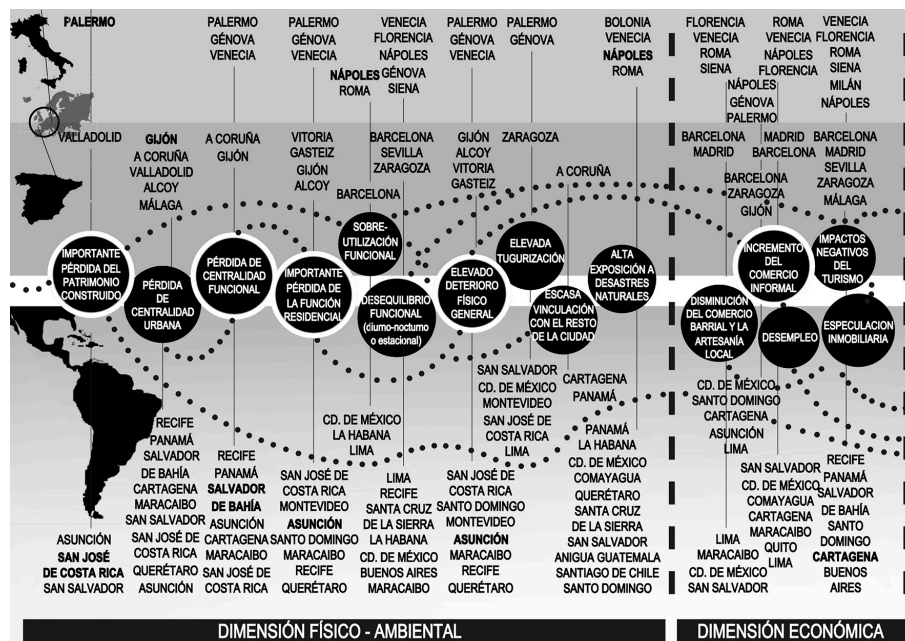 PALERMO
VALLADOLID
IMPORTANTE
PÉRDIDA DEL
PATRIMONIO
CONSTRUIDO
ASUNCIÓN
SAN JOSÉ
DE COSTA RICA
SAN SALVADOR
GIJÓN
A CORUÑA
VALLADOLID
ALCOY
MÁLAGA
PÉRDIDA
DE
CENTRALIDAD
URBANA
RECIFE
PANAMÁ
SALVADOR
DE BAHÍA
CARTAGENA
MARACAIBO
SAN SALVADOR
SAN JOSÉ DE
COSTA RICA
QUERÉTARO
ASUNCIÓN
PALERMO
GÉNOVA
VENECIA
A CORUÑA
GIJÓN
PÉRDIDA DE
CENTRALIDAD
FUNCIONAL
RECIFE
PANAMÁ
SALVADOR
DE BAHÍA
ASUNCIÓN
CARTAGENA
MARACAIBO
SAN JOSÉ DE
COSTA RICA
PALERMO
GÉNOVA
VENECIA
VITORIA
GASTEIZ
GIJÓN
ALCOY
IMPORTANTE
PÉRDIDA
DE LA FUNCIÓN
RESIDENCIAL
SAN JOSÉ DE
COSTA RICA
MONTEVIDEO
ASUNCIÓN
SANTO DOMINGO
MARACAIBO
RECIFE
QUERÉTARO
NÁPOLES
ROMA
BARCELONA
SOBRE-
UTILIZACIÓN
FUNCIONAL
CD. DE MÉXICO
LA HABANA
LIMA
VENECIA
FLORENCIA
NÁPOLES
GÉNOVA
SIENA
BARCELONA
SEVILLA
ZARAGOZA
DESEQUILIBRIO
FUNCIONAL
(diurno-nocturno
o estacional)
LIMA
RECIFE
SANTA CRUZ
DE LA SIERRA
LA HABANA
CD. DE MÉXICO
BUENOS AIRES
MARACAIBO
PALERMO
GÉNOVA
VENECIA
GIJÓN
ALCOY
VITORIA
GASTEIZ
ELEVADO
DETERIORO
FÍSICO
GENERAL
SAN JOSÉ DE
COSTA RICA
SANTO DOMINGO
MONTEVIDEO
ASUNCIÓN
MARACAIBO
RECIFE
QUERÉTARO
PALERMO
GÉNOVA
ZARAGOZA
ELEVADA
TUGURIZACIÓN
SAN SALVADOR
CD. DE MÉXICO
MONTEVIDEO
SAN JOSÉ DE
COSTA RICA
LIMA
A CORUÑA
ESCASA
VINCULACIÓN
CON EL RESTO
DE LA CIUDAD
CARTAGENA
PANAMÁ
BOLONIA
VENECIA
NÁPOLES
ROMA
ALTA
EXPOSICIÓN A
DESASTRES
NATURALES
PANAMÁ
LA HABANA
CD. DE MÉXICO
COMAYAGUA
QUERÉTARO
SANTA CRUZ
DE LA SIERRA
SAN SALVADOR
ANIGUA GUATEMALA
SANTIAGO DE CHILE
SANTO DOMINGO
DIMENSIÓN FÍSICO - AMBIENTAL
FLORENCIA
VENECIA
ROMA
SIENA
BARCELONA
MADRID
DISMINUCIÓN
DEL COMERCIO
BARRIAL Y LA
ARTESANÍA
LOCAL
LIMA
MARACAIBO
CD. DE MÉXICO
SAN SALVADOR
NÁPOLES
GÉNOVA
PALERMO
BARCELONA
ZARAGOZA
GIJÓN
DESEMPLEO
CD. DE MÉXICO
SANTO DOMINGO
CARTAGENA
ASUNCIÓN
LIMA
ROMA
VENECIA
NÁPOLES
FLORENCIA
MADRID
BARCELONA
INCREMENTO
DEL
COMERCIO
INFORMAL
SAN SALVADOR
CD. DE MÉXICO
COMAYAGUA
CARTAGENA
MARACAIBO
QUITO
LIMA
VENECIA
FLORENCIA
ROMA
SIENA
MILÁN
NÁPOLES
BARCELONA
MADRID
SEVILLA
ZARAGOZA
MÁLAGA
IMPACTOS
NEGATIVOS
DEL
TURISMO
ESPECULACION
INMOBILIARIA
RECIFE
PANAMÁ
SALVADOR
DE BAHÍA
SANTO
DOMINGO
CARTAGENA
BUENOS
AIRES
DIMENSIÓN ECONÓMICA